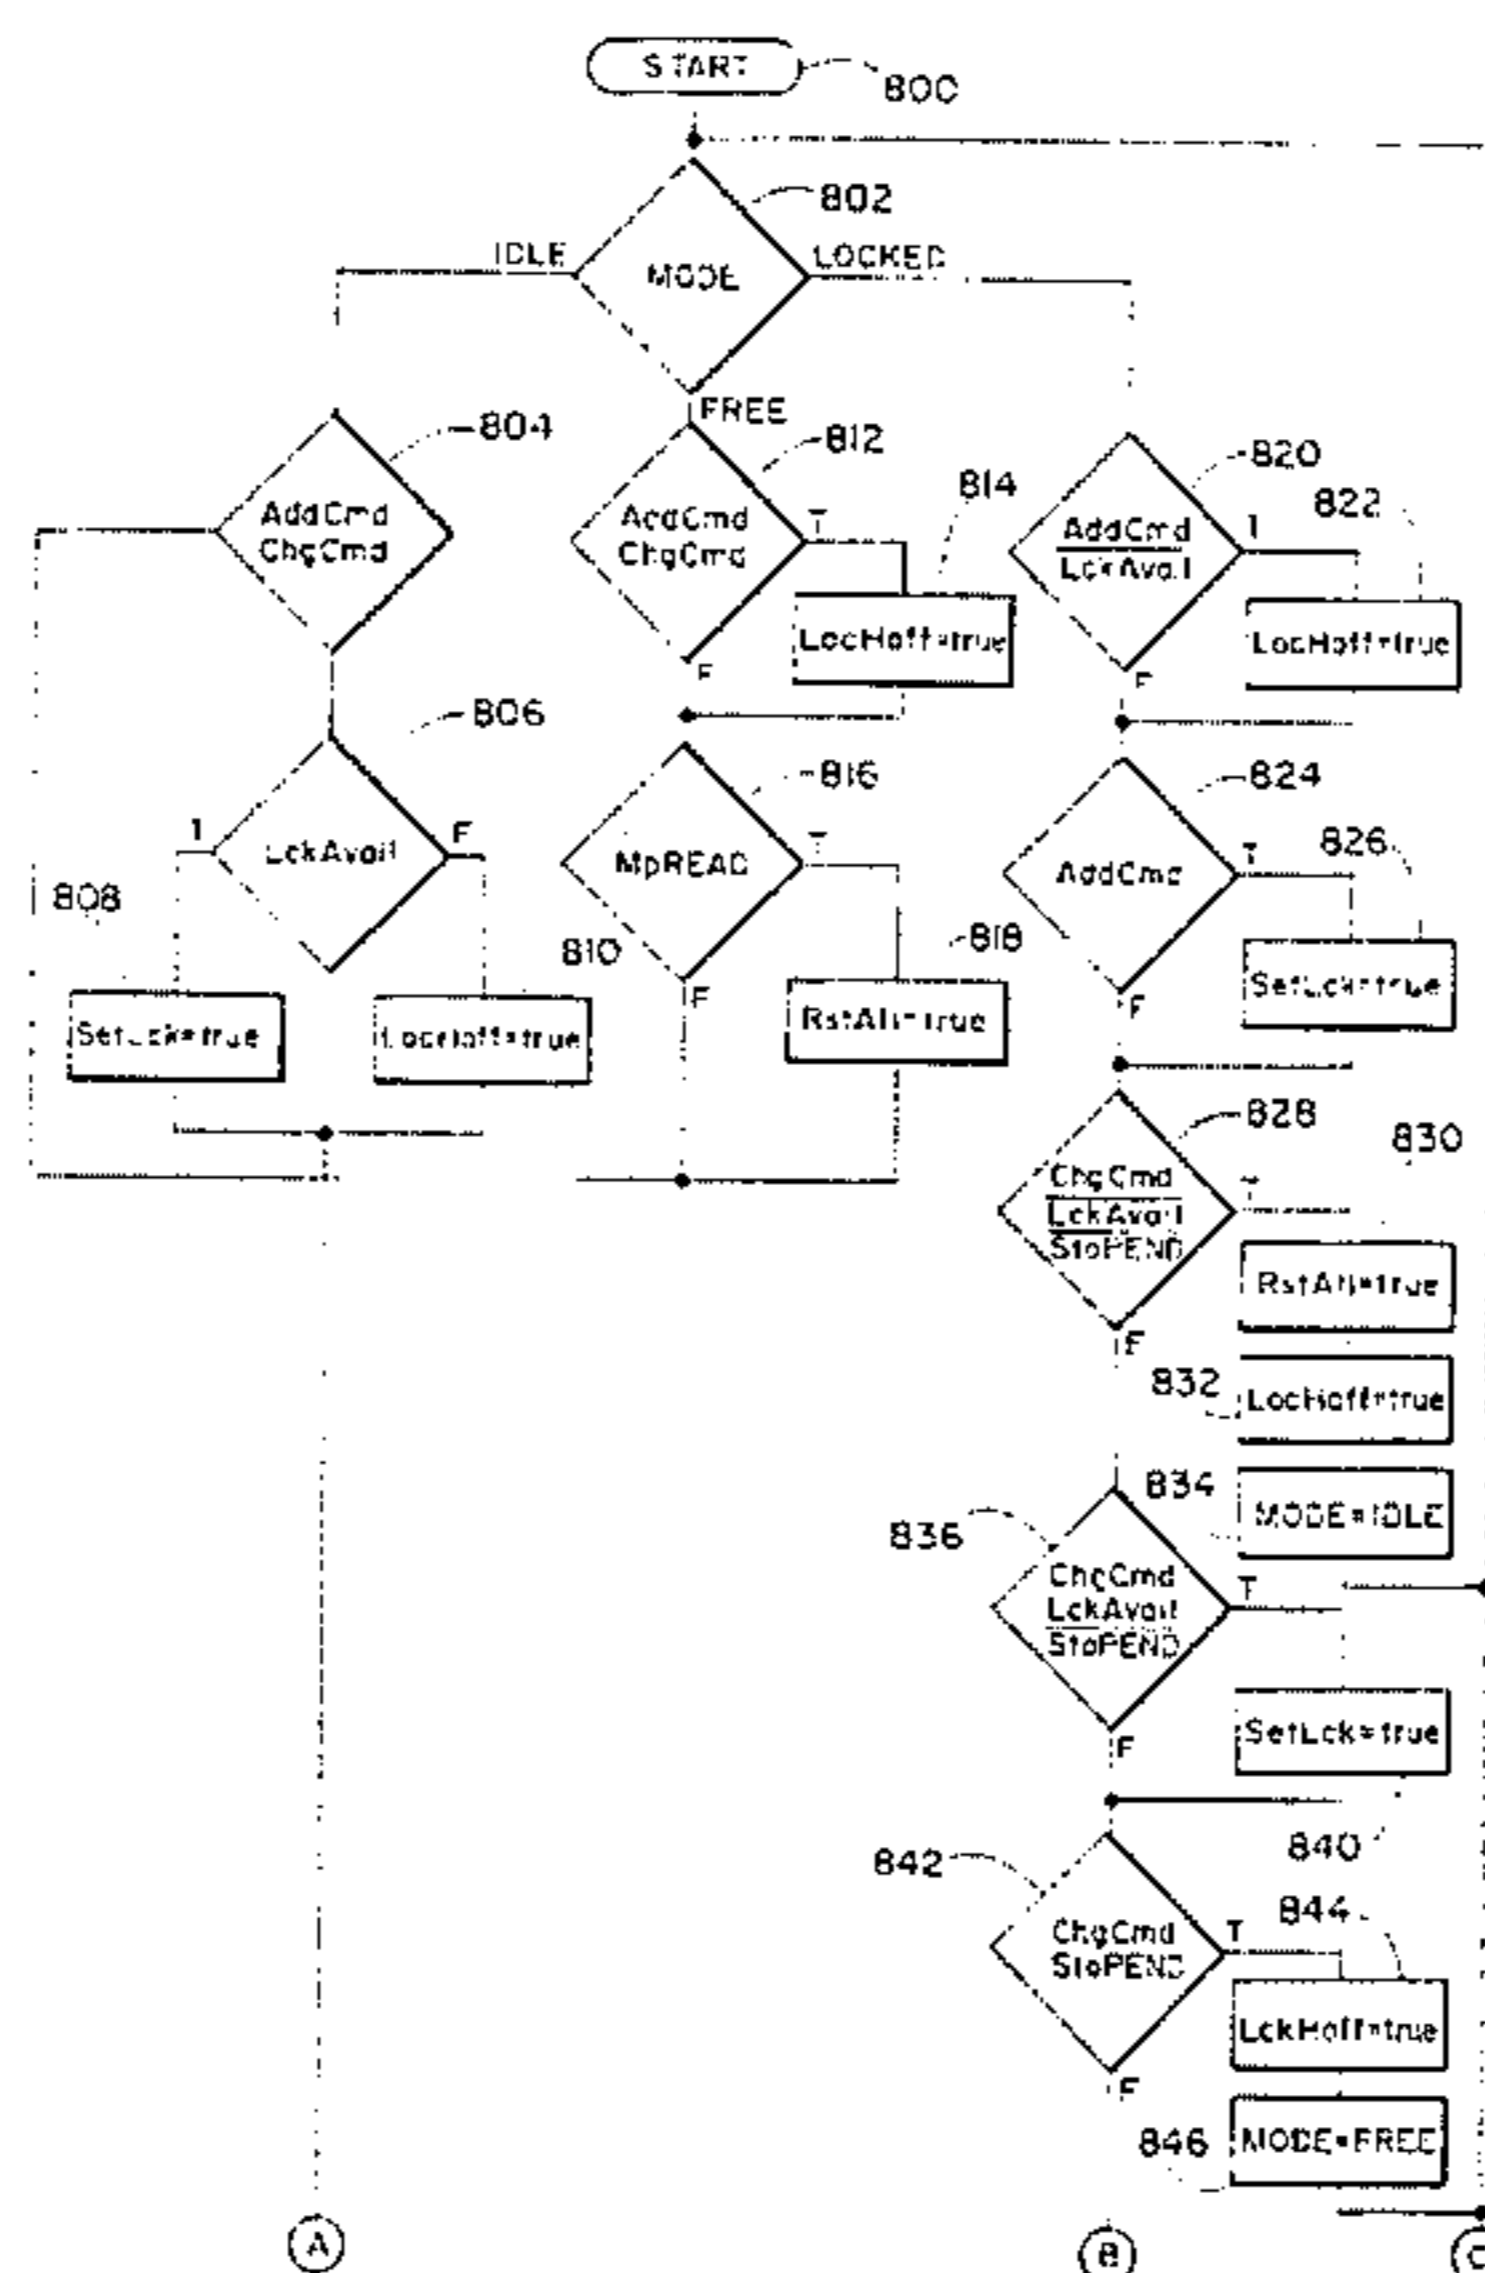 START
800
802
IDLE
MODE
LOCKED
FREE
804
AddCmd
ChgCmd
812
AddCmd
ChgCmd
T
F
814
LocHoff=true
820
AddCmd
LckAvail
T
F
822
LocHoff=true
806
LckAvail
T
F
808
SetLck=true
810
LocHoff=true
816
MpREAD
T
F
818
RstAll=true
824
AddCmd
T
F
826
SetLck=true
828
ChgCmd
LckAvail
StoPEND
T
F
830
RstAll=true
832
LocHoff=true
834
MODE=IDLE
836
ChgCmd
LckAvail
StoPEND
T
F
SetLck=true
840
842
ChgCmd
StoPEND
T
F
844
LckHoff=true
846
MODE=FREE
A
B
C